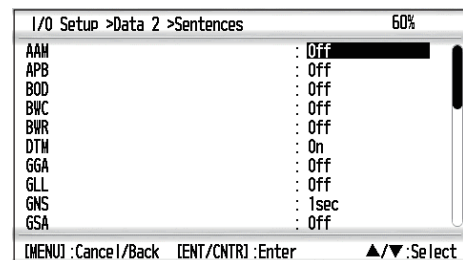 I/O Setup >Data 2 >Sentences 60%
AAM : Off
APB : Off
BOD : Off
BWC : Off
BWR : Off
DTM : On
GGA : Off
GLL : Off
GNS : 1sec
GSA : Off
[MENU]:Cancel/Back [ENT/CNTR]:Enter ▲/▼:Select